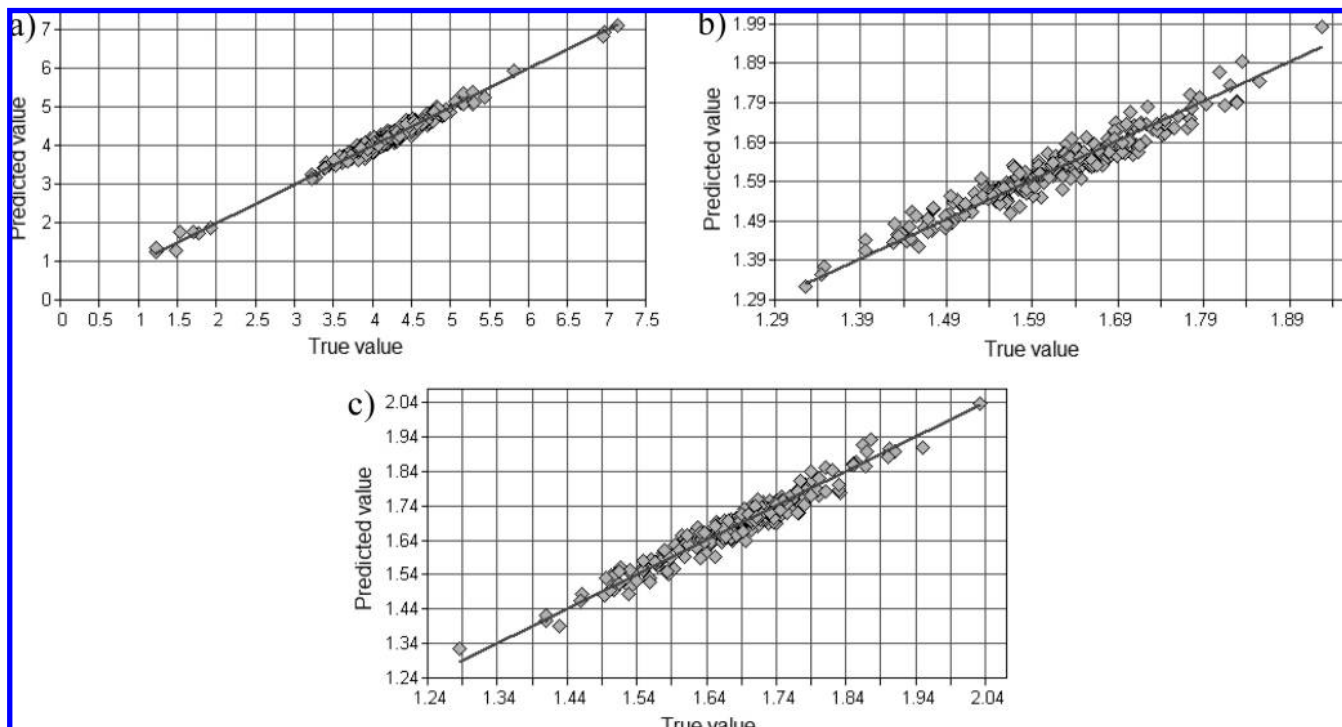 a)
7
6
5
4
3
2
1
0
Predicted value
0 0.5 1 1.5 2 2.5 3 3.5 4 4.5 5 5.5 6 6.5 7 7.5
True value
b)
1.99
1.89
1.79
1.69
1.59
1.49
1.39
1.29
Predicted value
1.29 1.39 1.49 1.59 1.69 1.79 1.89
True value
c)
2.04
1.94
1.84
1.74
1.64
1.54
1.44
1.34
1.24
Predicted value
1.24 1.34 1.44 1.54 1.64 1.74 1.84 1.94 2.04
True value